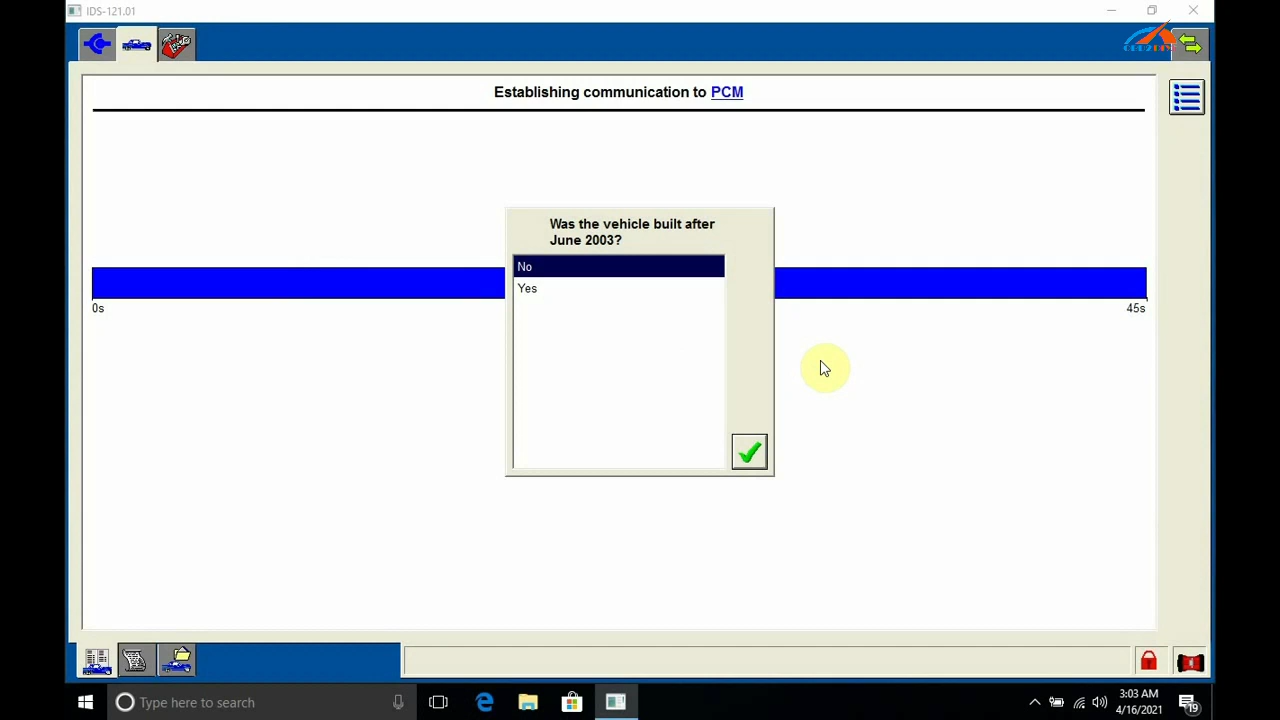 IDS-121.01
Establishing communication to PCM
Was the vehicle built after
June 2003?
No
Yes
0s
45s
Type here to search
3:03 AM
4/16/2021
19